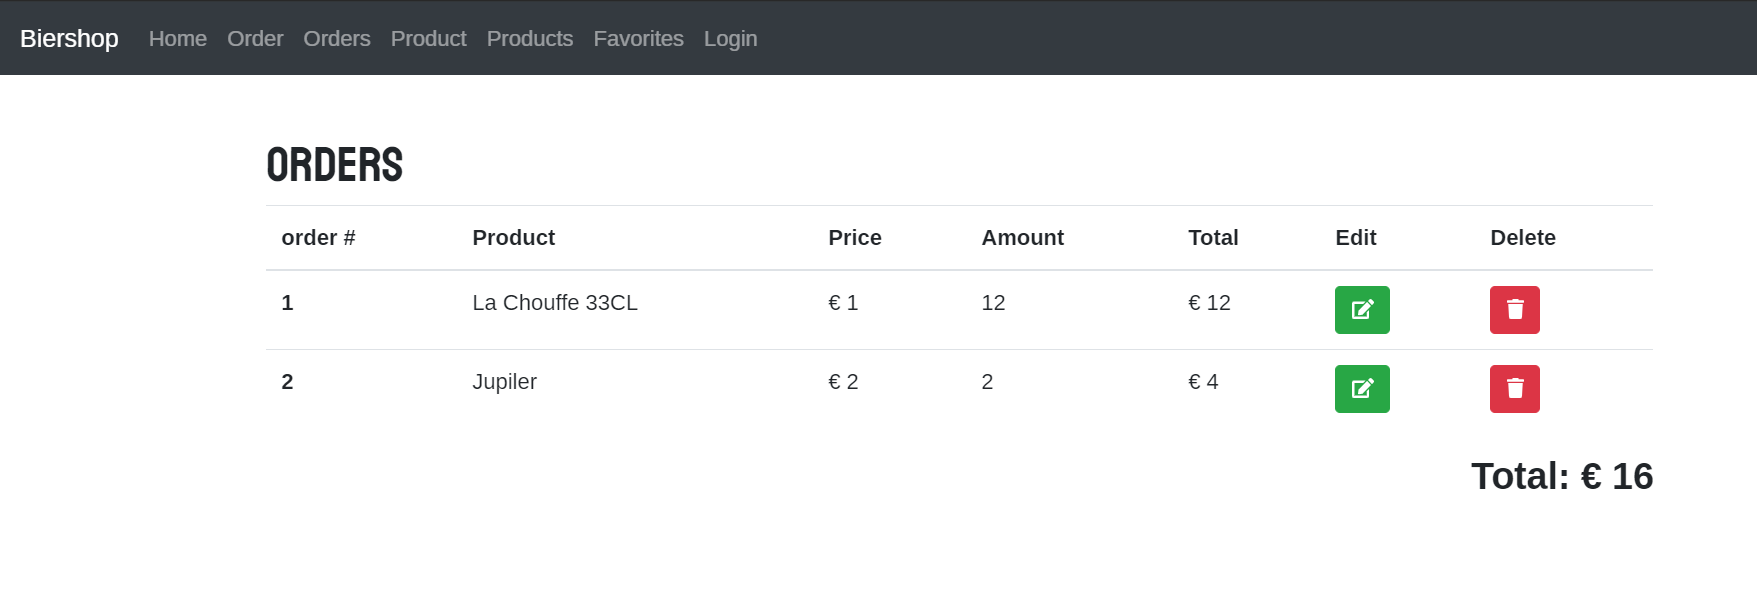 Biershop Home Order Orders Product Products Favorites Login
ORDERS
order # Product Price Amount Total Edit Delete
1 La Chouffe 33CL € 1 12 € 12
2 Jupiler € 2 2 € 4
Total: € 16